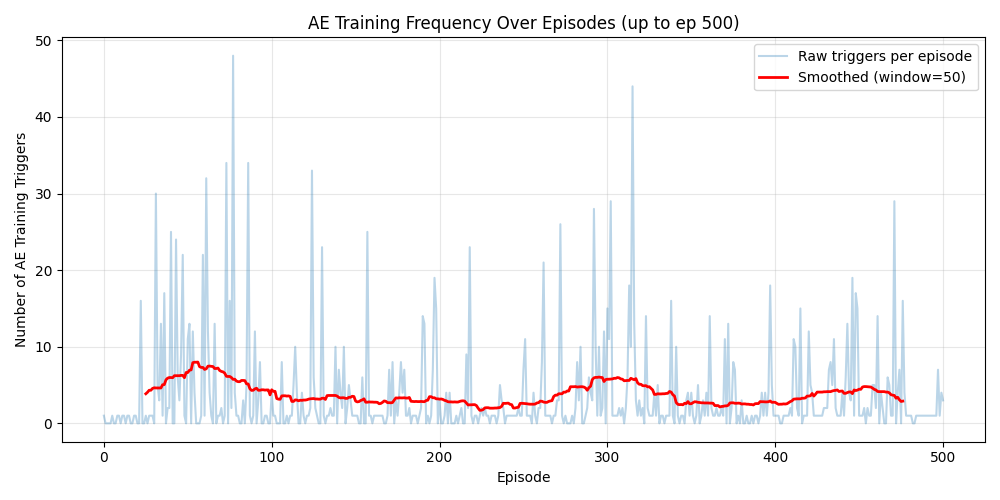 AE Training Frequency Over Episodes (up to ep 500)
Raw triggers per episode
Smoothed (window=50)
Number of AE Training Triggers
50
40
30
20
10
0
0 100 200 300 400 500
Episode